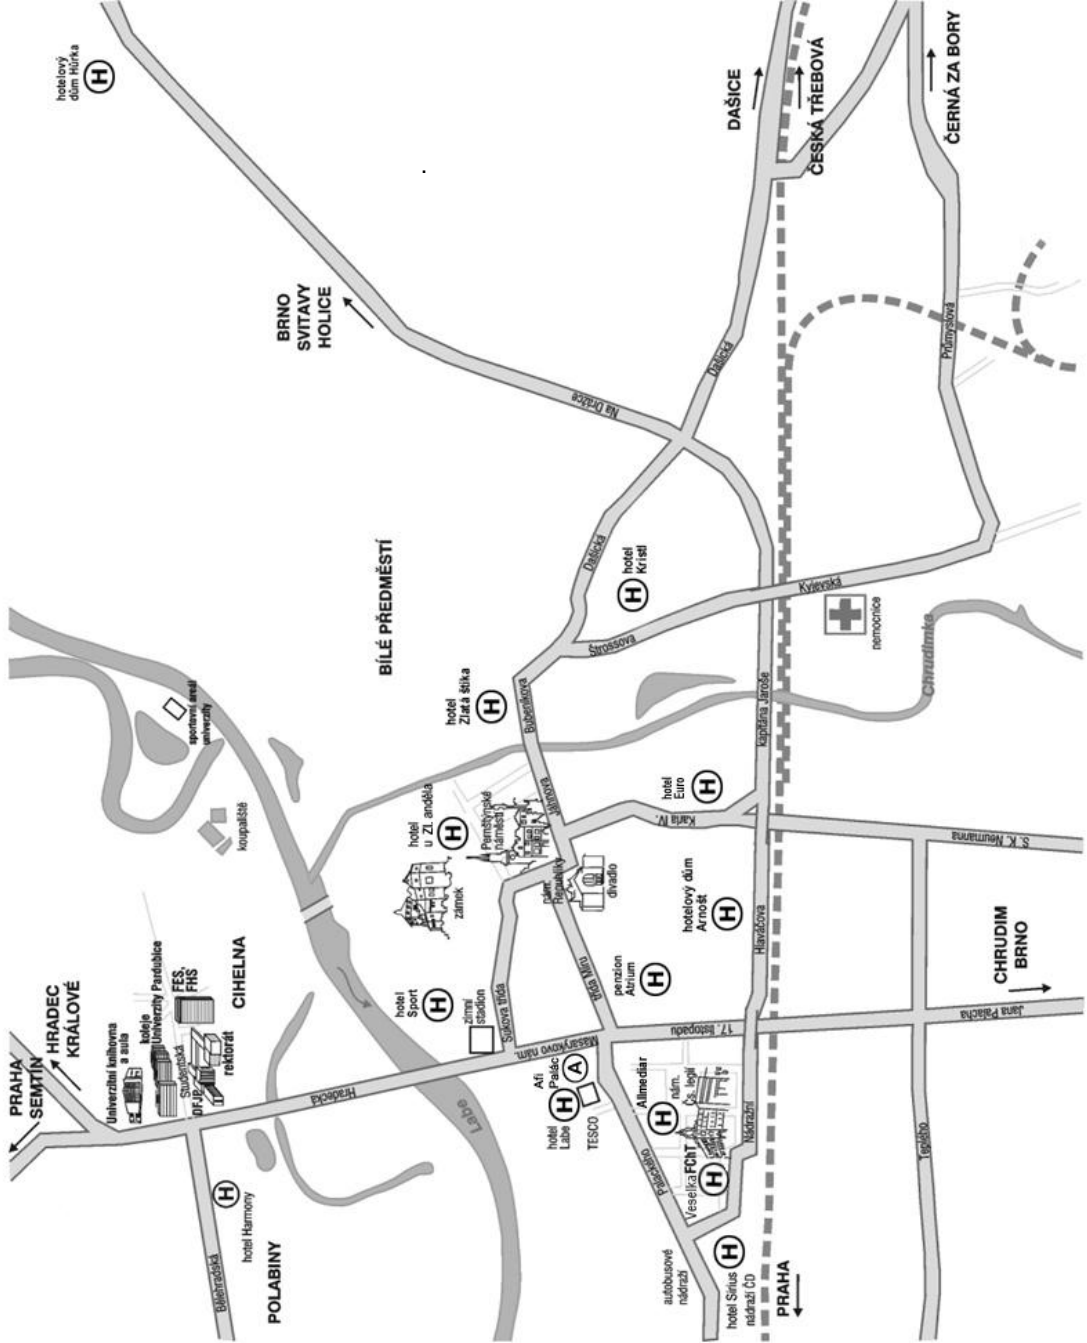 PRAHA
SEMTÍN
HRADEC
KRÁLOVÉ
Univerzitní knihovna
a aula
koleje
Univerzity Pardubice
Studentská
FES,
FHS
DFJP
rektorát
CIHELNA
Hradecká
Bělehradská
H
hotel Harmony
POLABINY
koupaliště
sportovní areál
univerzity
Labe
hotelový
dům Hůrka
H
BRNO
SVITAVY
HOLICE
BÍLÉ PŘEDMĚSTÍ
Na Drážce
DAŠICE
ČESKÁ TŘEBOVÁ
ČERNÁ ZA BORY
Dašická
Dašická
Průmyslová
hotel
Kristl
H
Štrossova
Kyjevská
nemocnice
Chrudimka
hotel
Zlatá štika
H
Bubeníkova
Jahnova
kapitána Jaroše
hotel
u Zl. anděla
H
Pernštýnské
náměstí
zámek
nám.
Republiky
divadlo
hotel
Euro
H
Karla IV.
S. K. Neumanna
hotel
Sport
H
zimní
stadion
Sukova třída
Masarykovo nám.
třída Míru
penzion
Atrium
H
hotelový dům
Arnošt
H
Hlaváčova
17. listopadu
Jana Palacha
CHRUDIM
BRNO
Afi
Palác
A
hotel
Labe
H
TESCO
Allmediar
H
nám.
Čs. legií
Veselka FChT
H
Nádražní
Palackého
Teplého
autobusové
nádraží
hotel Sirius
H
nádraží ČD
PRAHA